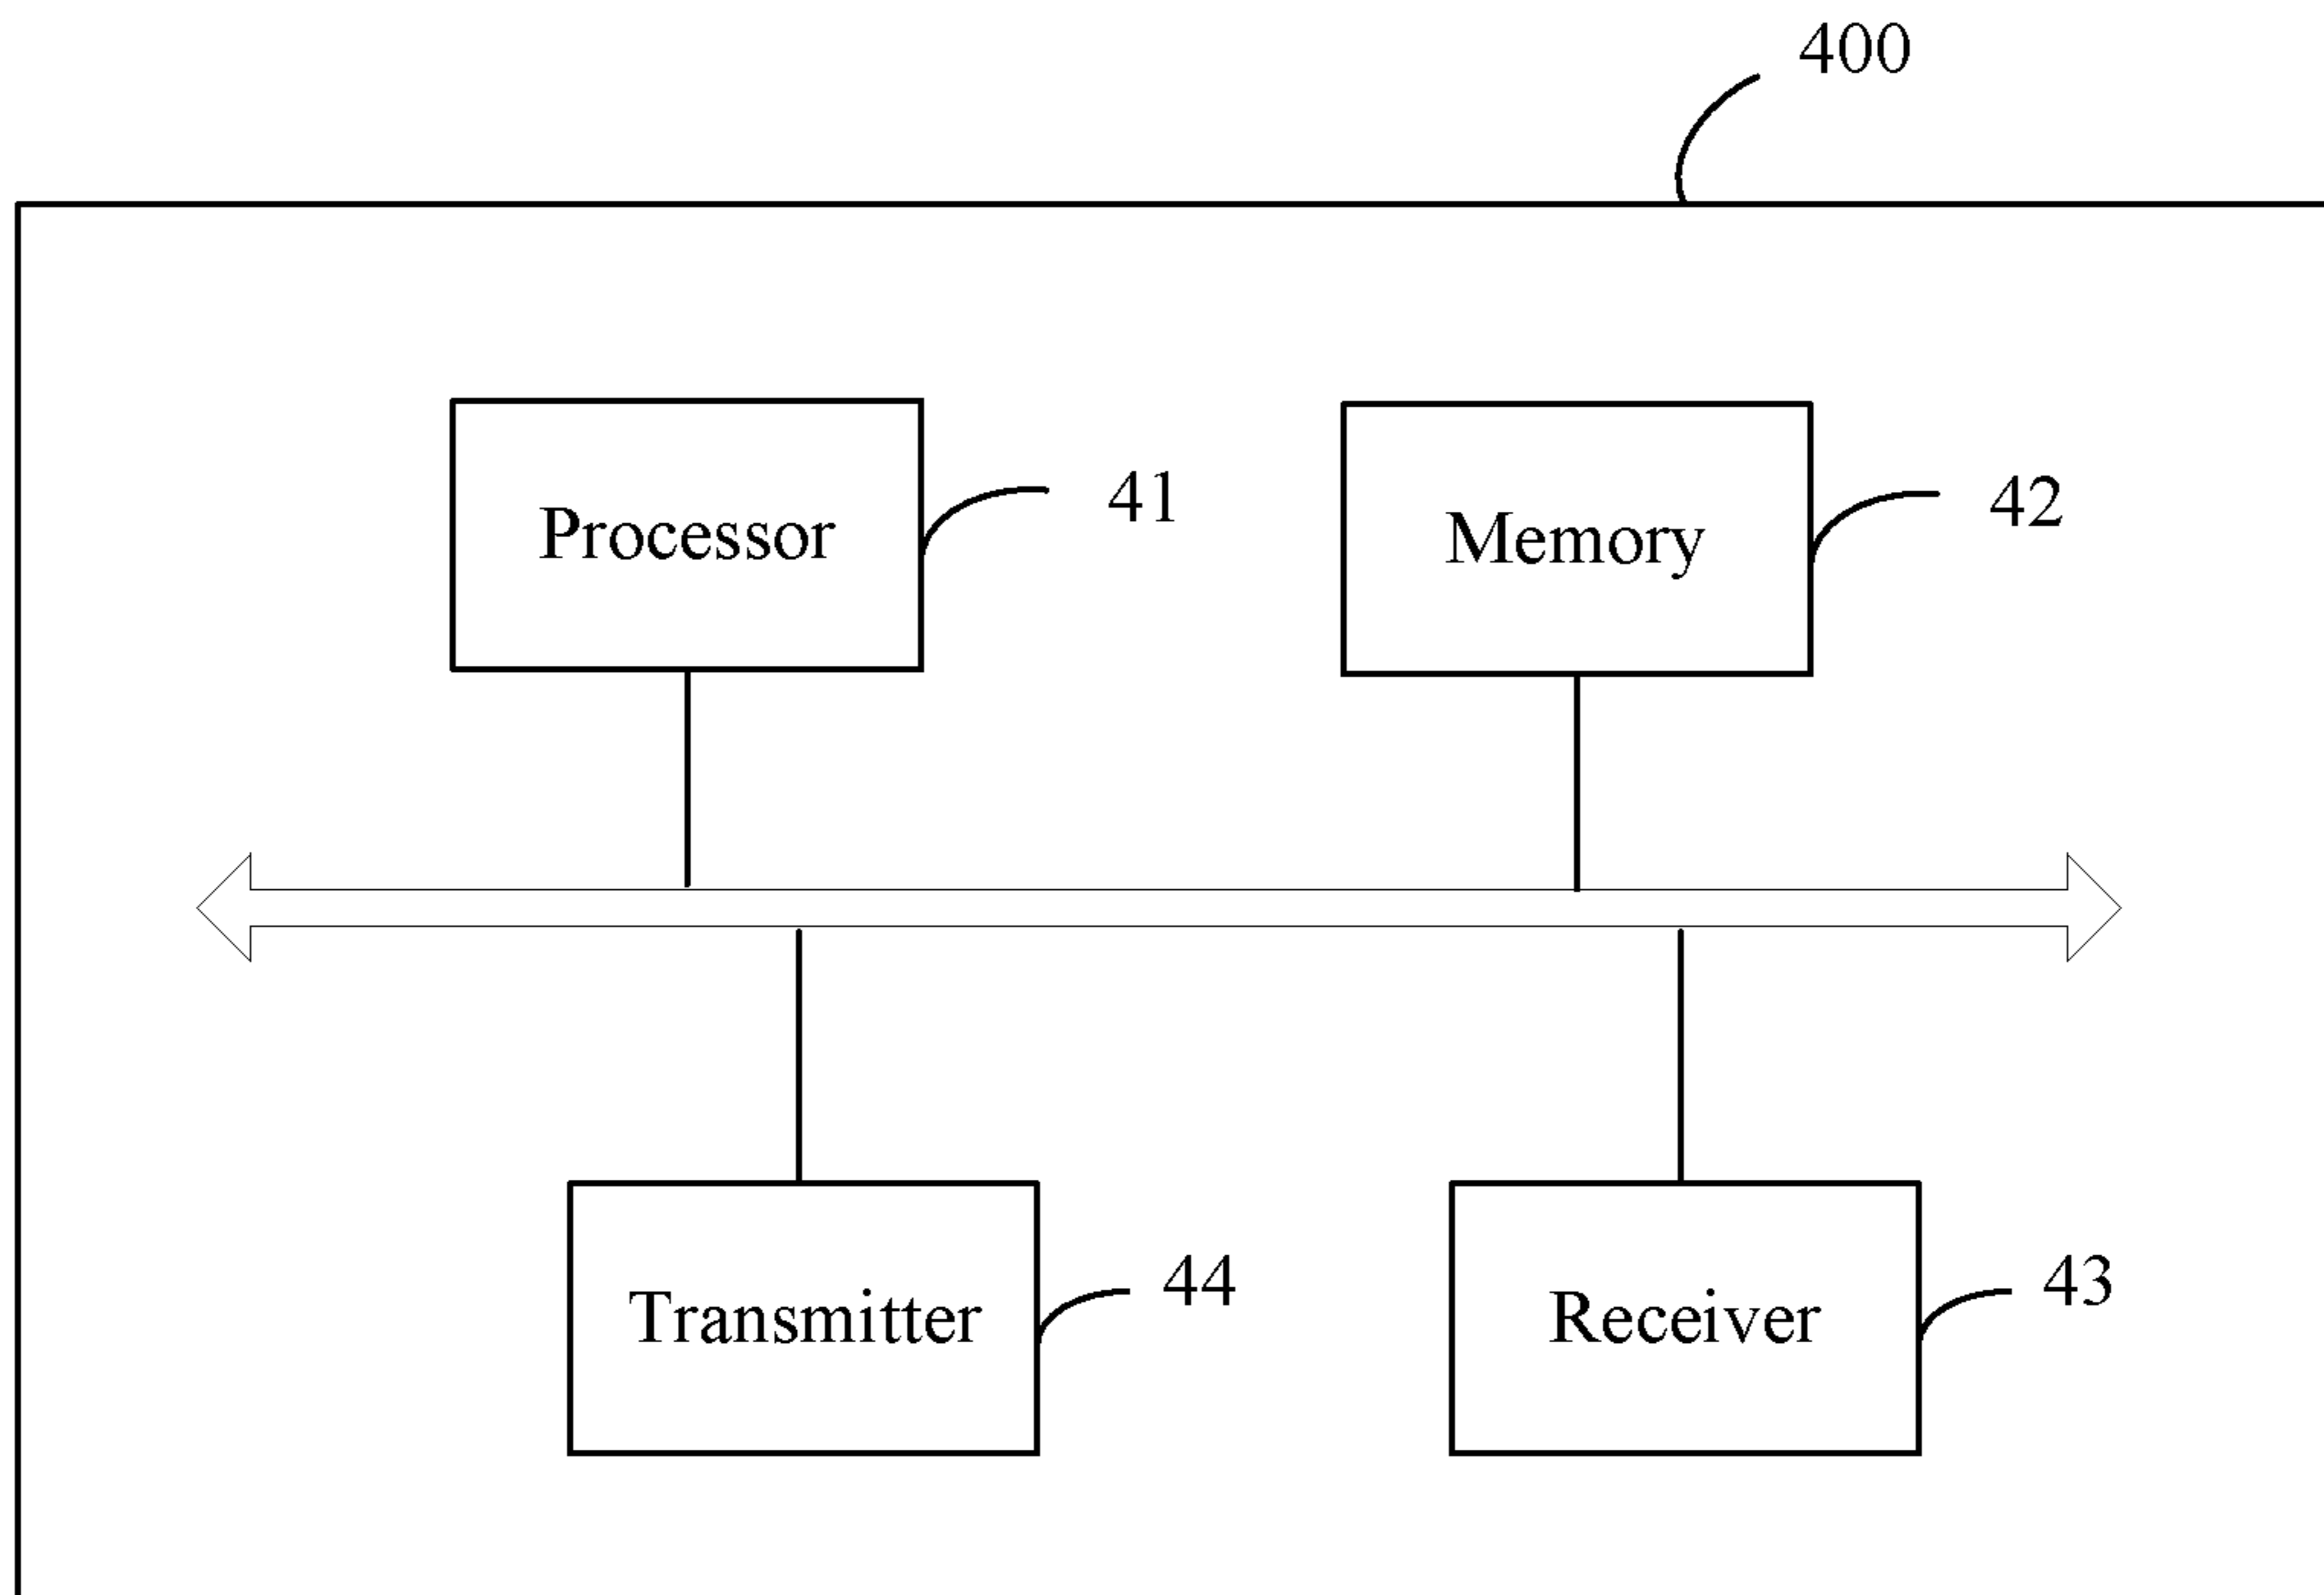 400
Processor
41
Memory
42
Transmitter
44
Receiver
43